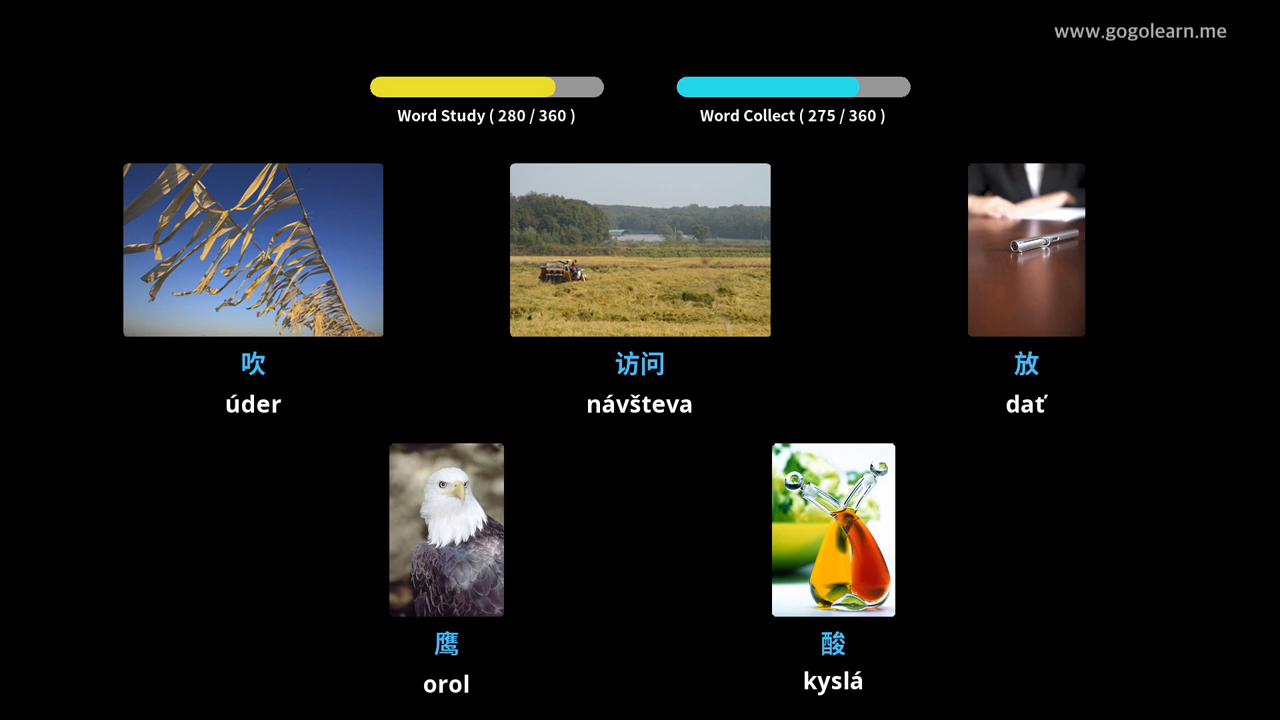 www.gogolearn.me
Word Study ( 280 / 360 )
Word Collect ( 275 / 360 )
吹
úder
访问
návšteva
放
dať
鹰
orol
酸
kyslá